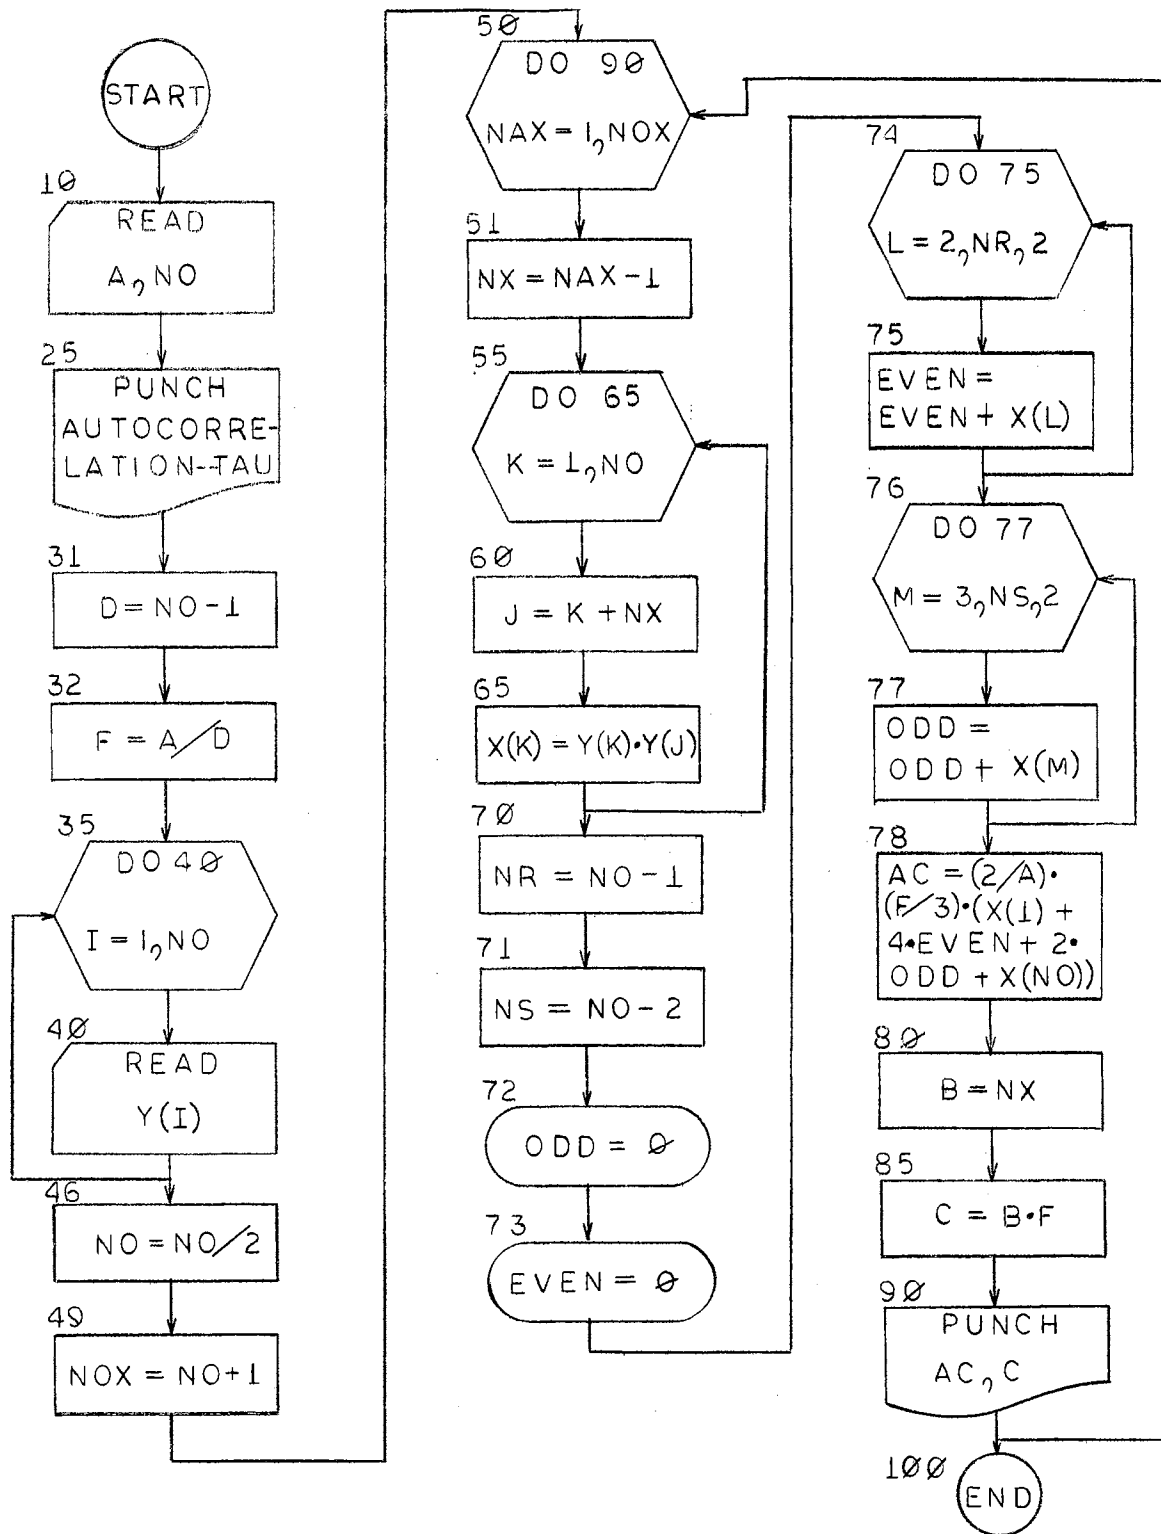 START
10
READ
A, NO
25
PUNCH
AUTOCORRE-
LATION--TAU
31
D = NO - 1
32
F = A/D
35
DO 40
I = 1, NO
40
READ
Y(I)
46
NO = NO/2
49
NOX = NO + 1
50
DO 90
NAX = 1, NOX
51
NX = NAX - 1
55
DO 65
K = 1, NO
60
J = K + NX
65
X(K) = Y(K)·Y(J)
70
NR = NO - 1
71
NS = NO - 2
72
ODD = 0
73
EVEN = 0
74
DO 75
L = 2, NR, 2
75
EVEN =
EVEN + X(L)
76
DO 77
M = 3, NS, 2
77
ODD =
ODD + X(M)
78
AC = (2/A)·
(F/3)·(X(1) +
4·EVEN + 2·
ODD + X(NO))
80
B = NX
85
C = B·F
90
PUNCH
AC, C
100
END